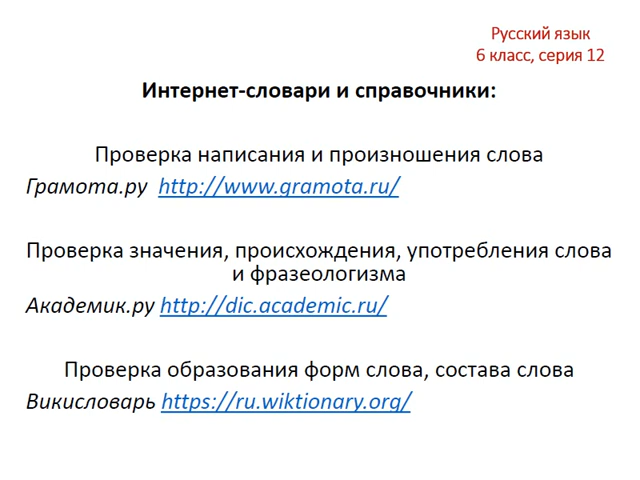 Русский язык
6 класс, серия 12
Интернет-словари и справочники:
Проверка написания и произношения слова
Грамота.ру http://www.gramota.ru/
Проверка значения, происхождения, употребления слова
и фразеологизма
Академик.ру http://dic.academic.ru/
Проверка образования форм слова, состава слова
Викисловарь https://ru.wiktionary.org/